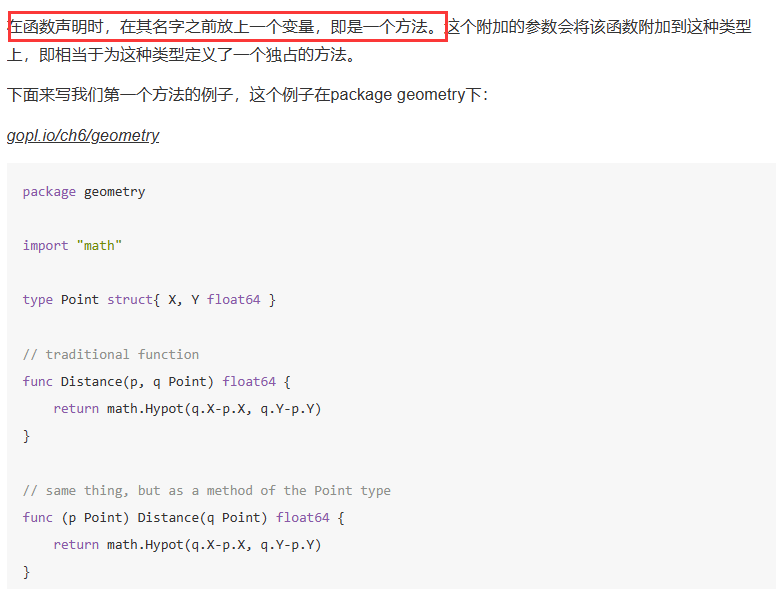 在函数声明时，在其名字之前放上一个变量，即是一个方法。这个附加的参数会将该函数附加到这种类型
上，即相当于为这种类型定义了一个独占的方法。
下面来写我们第一个方法的例子，这个例子在package geometry下：
gopl.io/ch6/geometry
package geometry
import "math"
type Point struct{ X, Y float64 }
// traditional function
func Distance(p, q Point) float64 {
    return math.Hypot(q.X-p.X, q.Y-p.Y)
}
// same thing, but as a method of the Point type
func (p Point) Distance(q Point) float64 {
    return math.Hypot(q.X-p.X, q.Y-p.Y)
}